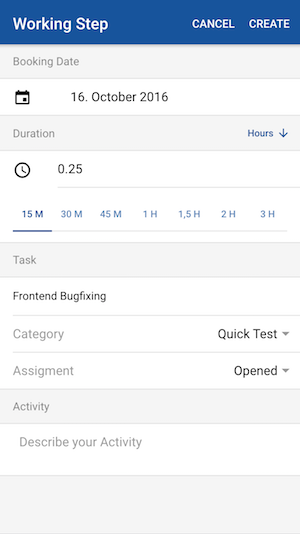 Working Step CANCEL CREATE
Booking Date
16. October 2016
Duration Hours
0.25
15 M 30 M 45 M 1 H 1,5 H 2 H 3 H
Task
Frontend Bugfixing
Category Quick Test
Assigment Opened
Activity
Describe your Activity